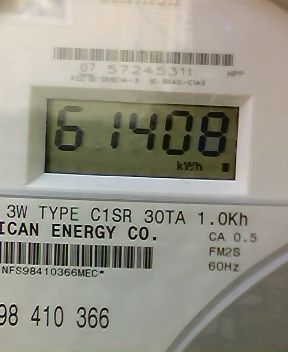 07 57245311 MPP
61408
kWh
3W TYPE C1SR 30TA 1.0Kh
ICAN ENERGY CO.
CA 0.5
FM2S
60Hz
NFS98410366MEC*
98 410 366